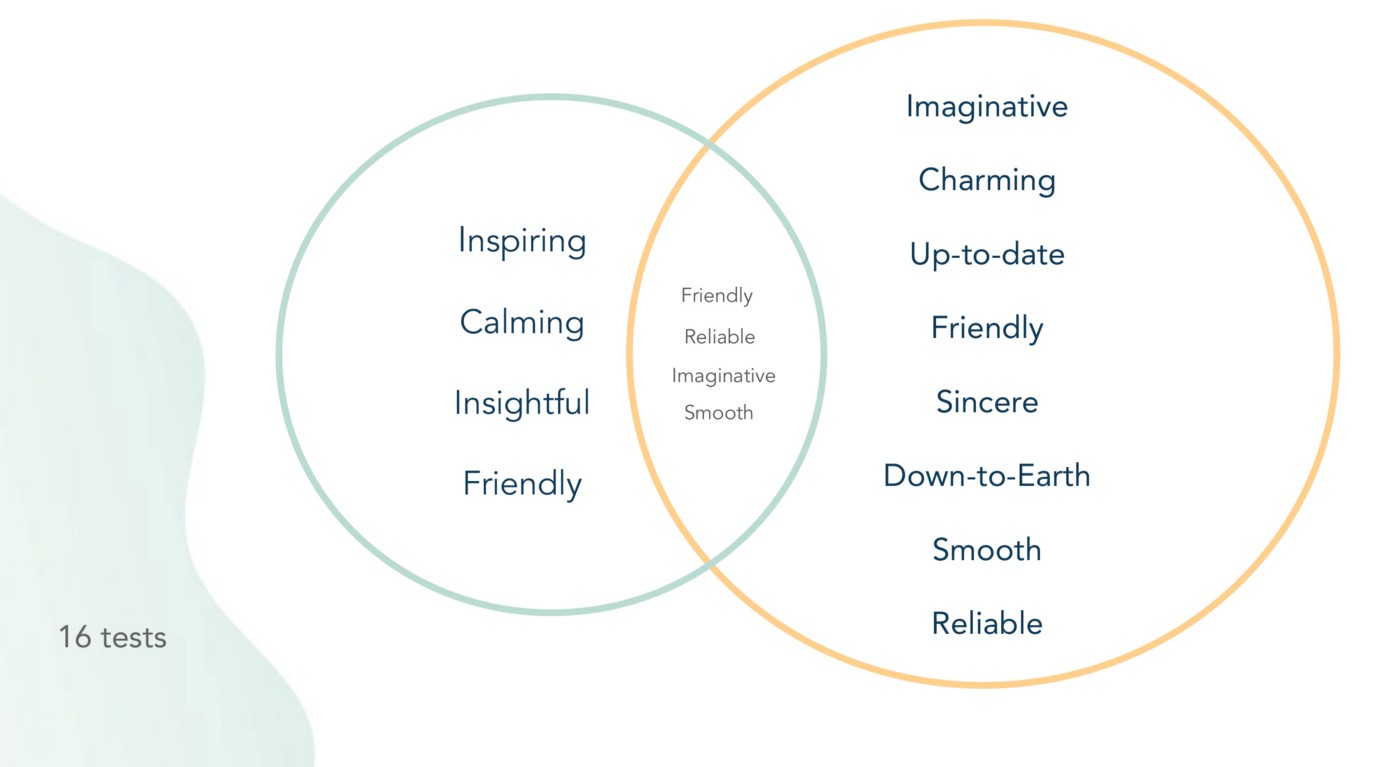 Inspiring
Calming
Insightful
Friendly
Friendly
Reliable
Imaginative
Smooth
Imaginative
Charming
Up-to-date
Friendly
Sincere
Down-to-Earth
Smooth
Reliable
16 tests